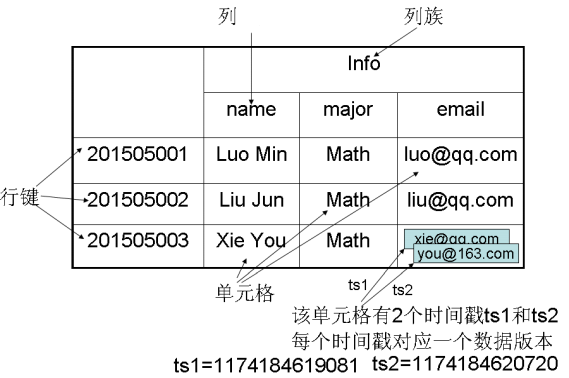 列 列族
Info
name major email
201505001 Luo Min Math luo@qq.com
行键 201505002 Liu Jun Math liu@qq.com
201505003 Xie You Math xie@qq.com
you@163.com
单元格 ts1 ts2
该单元格有2个时间戳ts1和ts2
每个时间戳对应一个数据版本
ts1=1174184619081 ts2=1174184620720